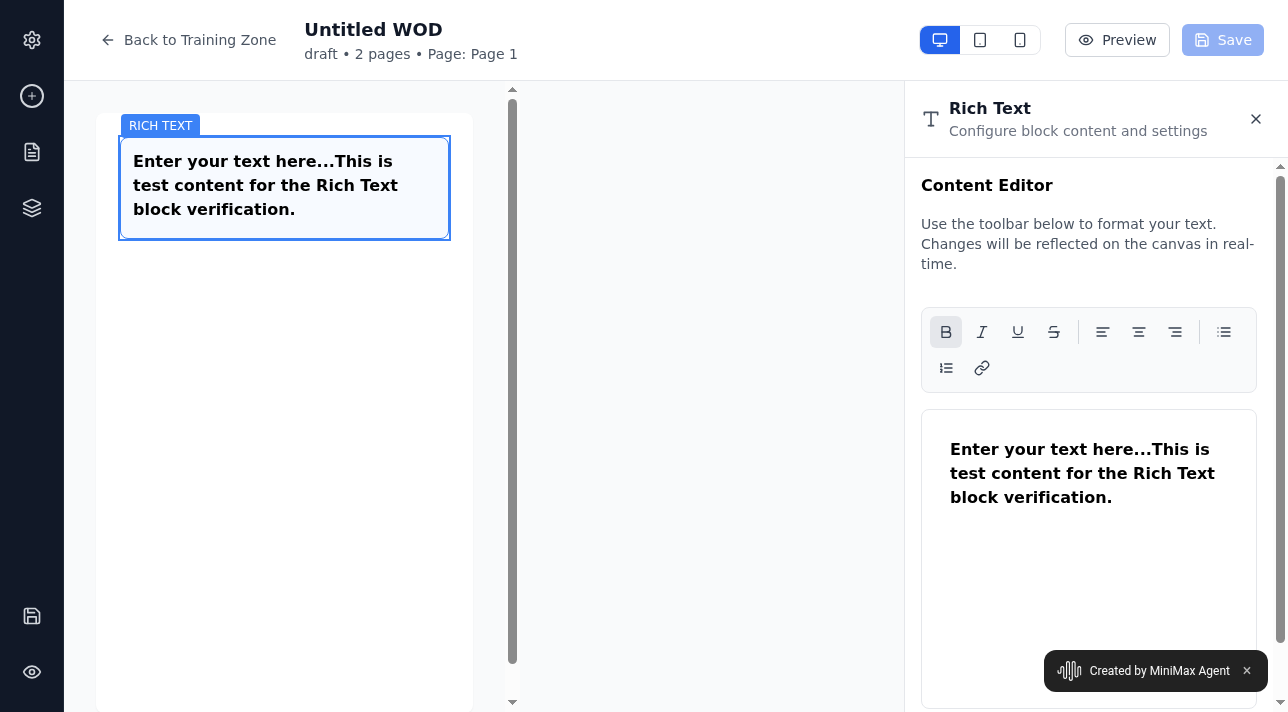 Back to Training Zone
Untitled WOD
draft • 2 pages • Page: Page 1
Preview
Save
RICH TEXT
Enter your text here...This is
test content for the Rich Text
block verification.
Rich Text
Configure block content and settings
Content Editor
Use the toolbar below to format your text.
Changes will be reflected on the canvas in real-
time.
Enter your text here...This is
test content for the Rich Text
block verification.
Created by MiniMax Agent